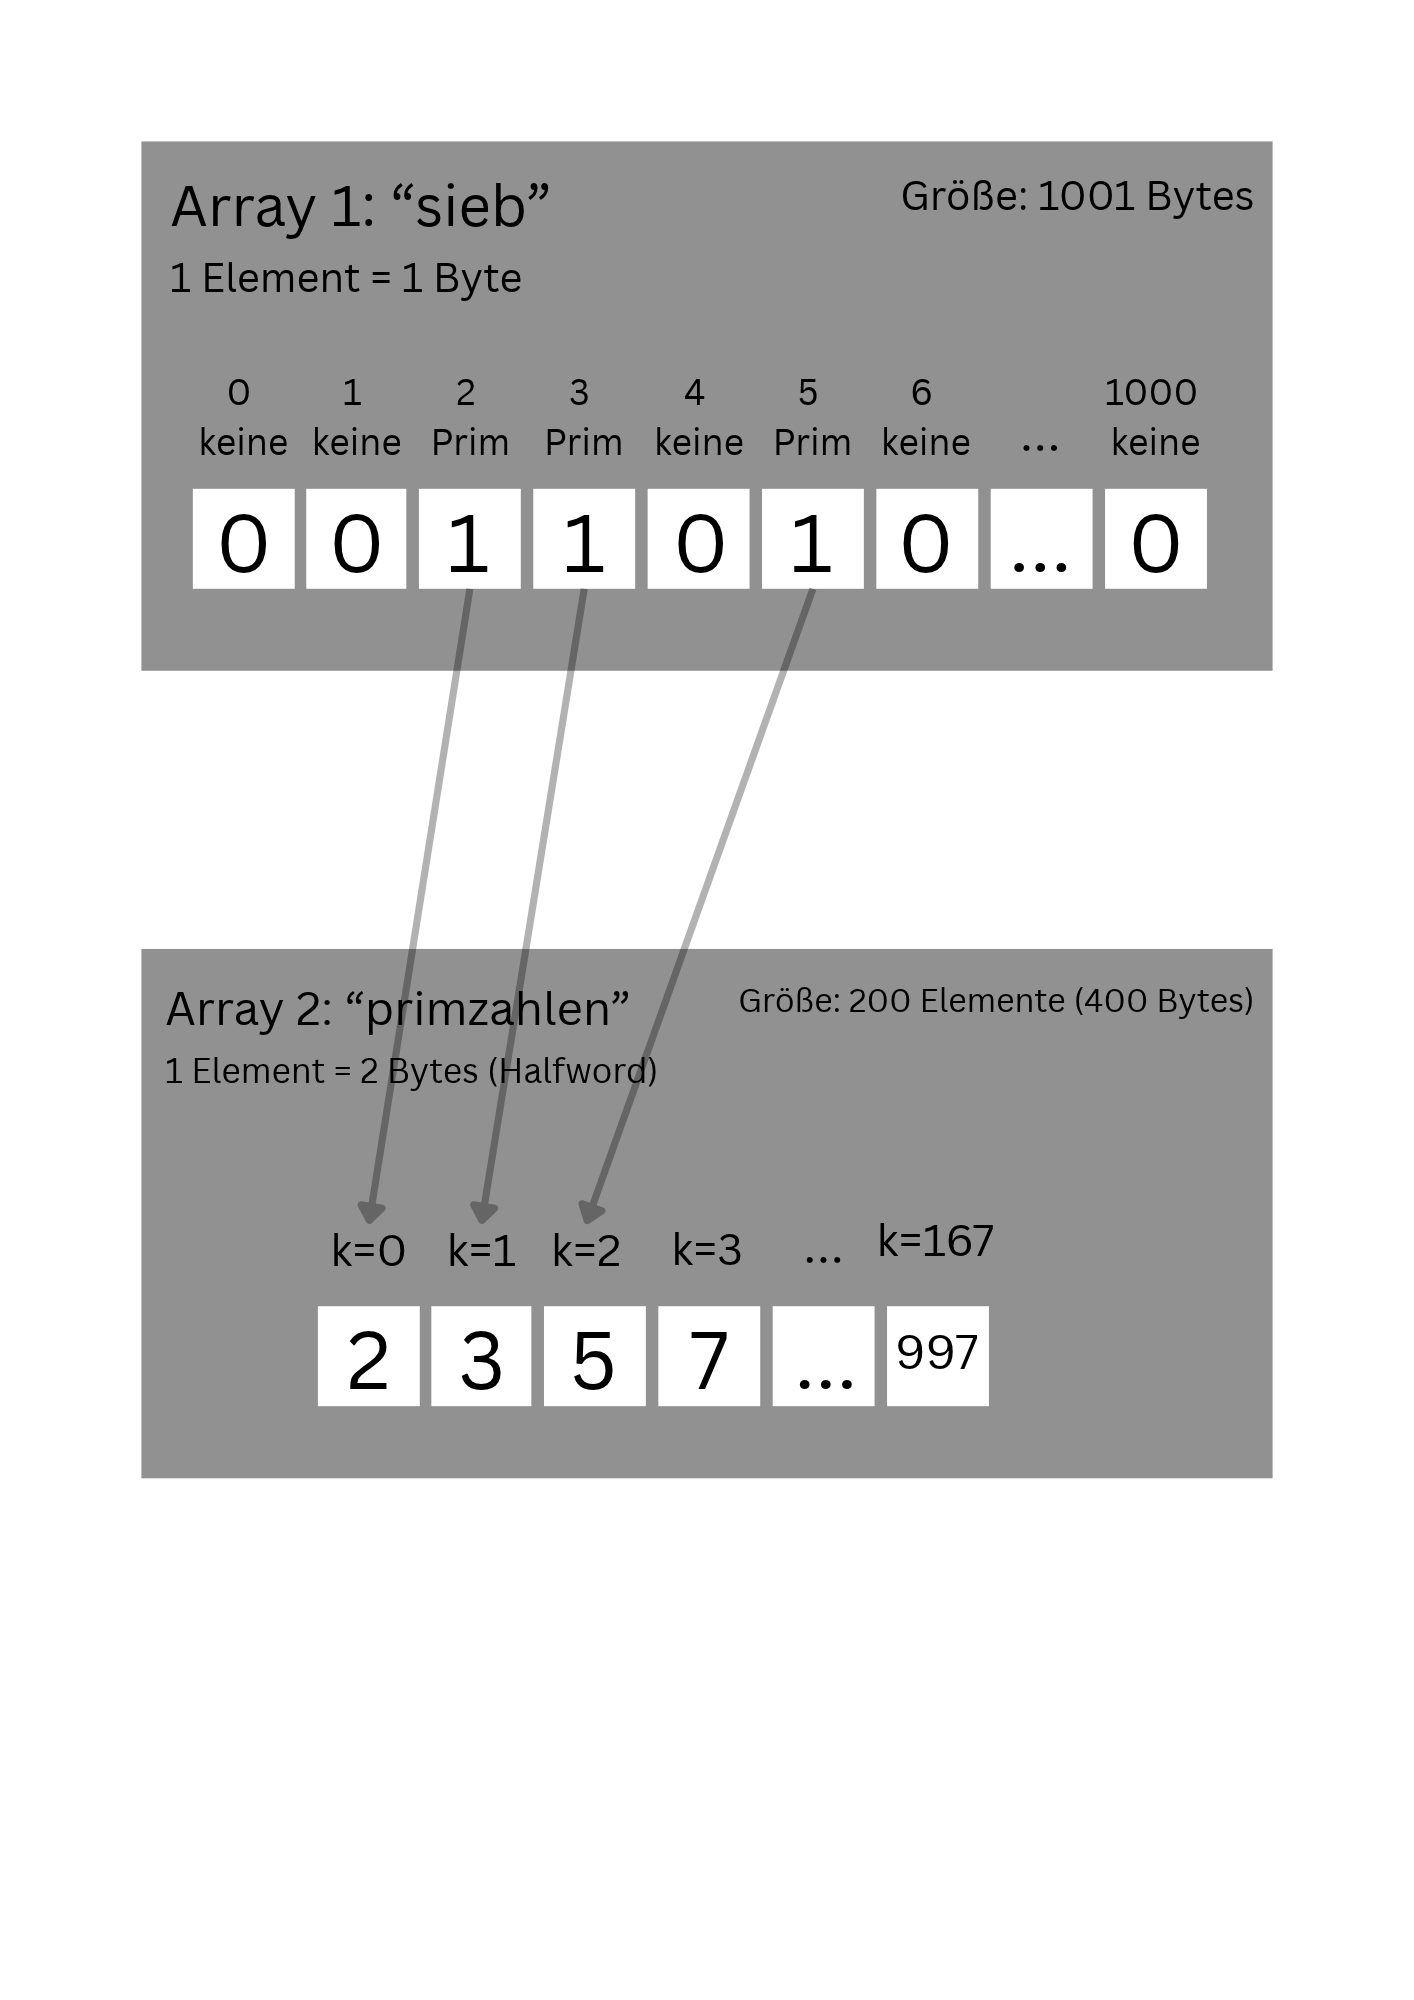 Array 1: “sieb”
Größe: 1001 Bytes
1 Element = 1 Byte
0 1 2 3 4 5 6 1000
keine keine Prim Prim keine Prim keine ... keine
0 0 1 1 0 1 0 ... 0
Array 2: “primzahlen”
Größe: 200 Elemente (400 Bytes)
1 Element = 2 Bytes (Halfword)
k=0 k=1 k=2 k=3 ... k=167
2 3 5 7 ... 997